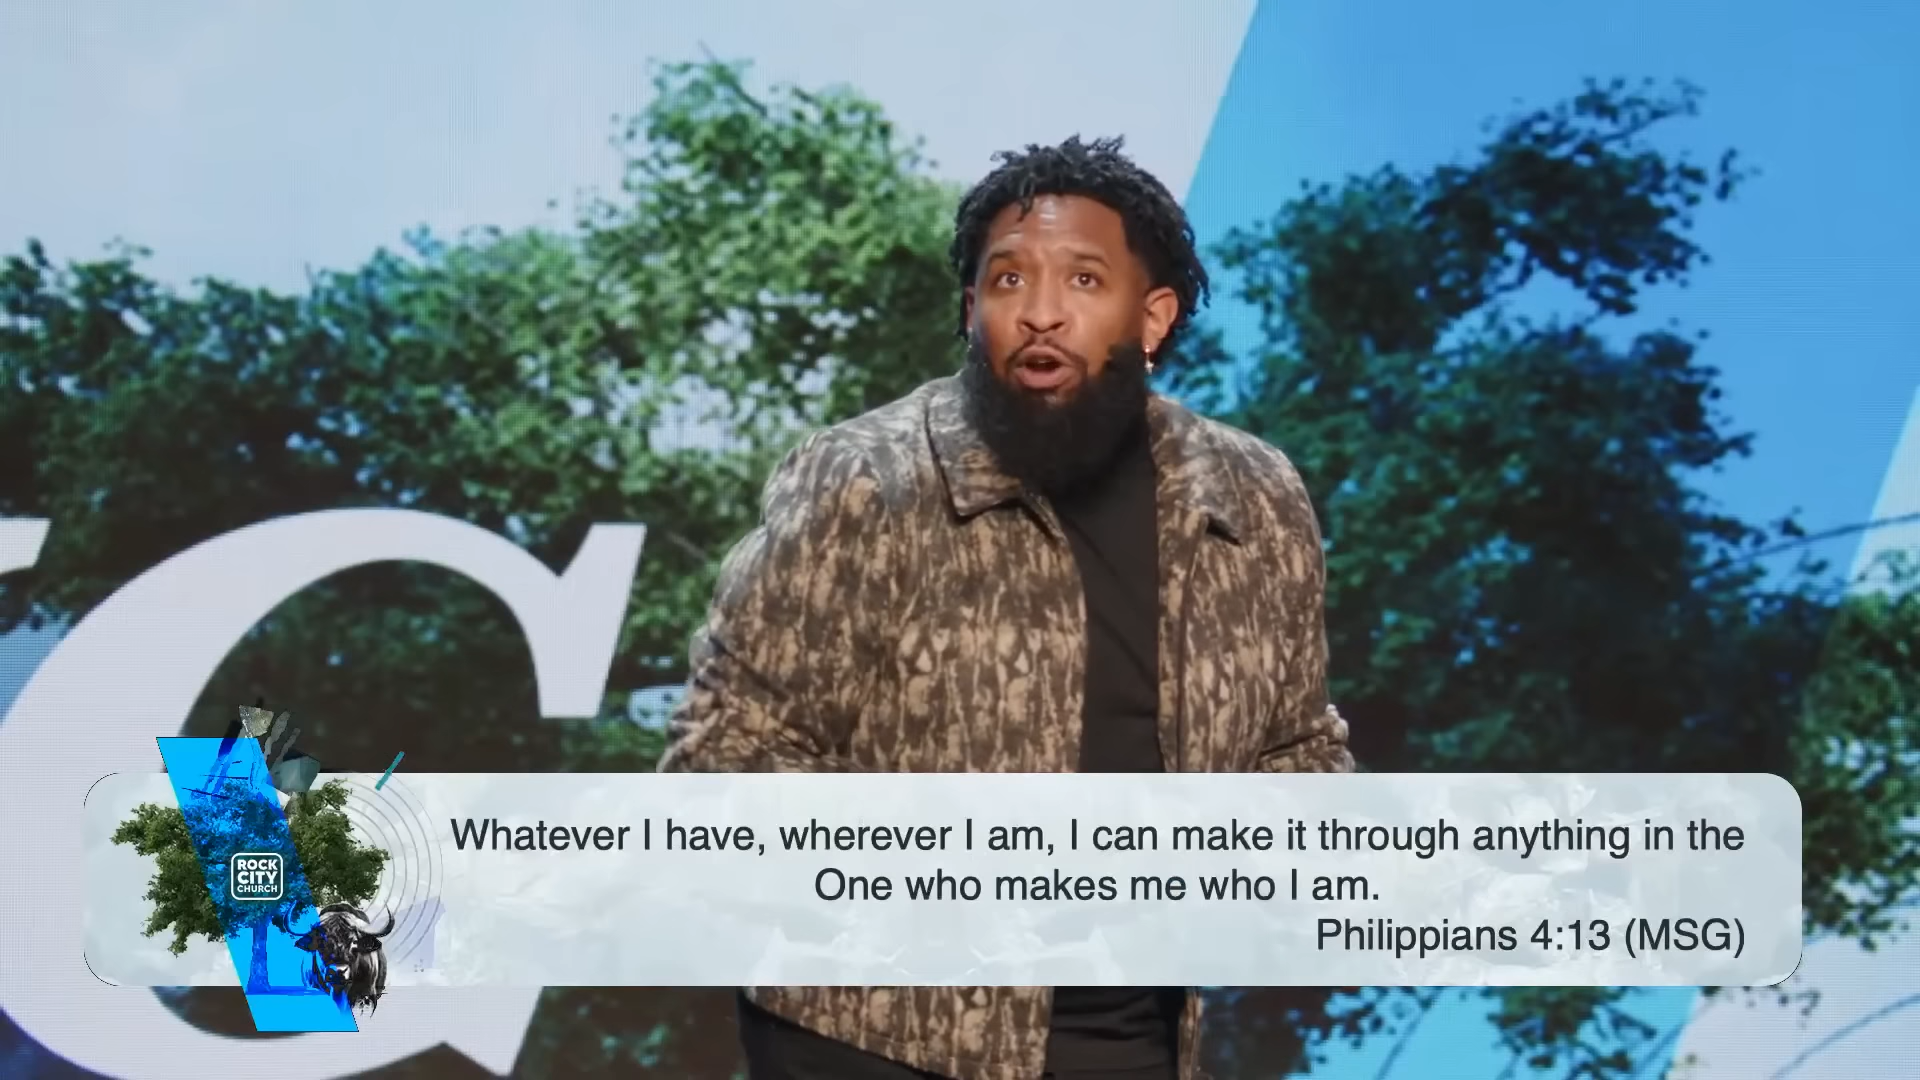 C
ROCK
CITY
CHURCH
Whatever I have, wherever I am, I can make it through anything in the
One who makes me who I am.
Philippians 4:13 (MSG)